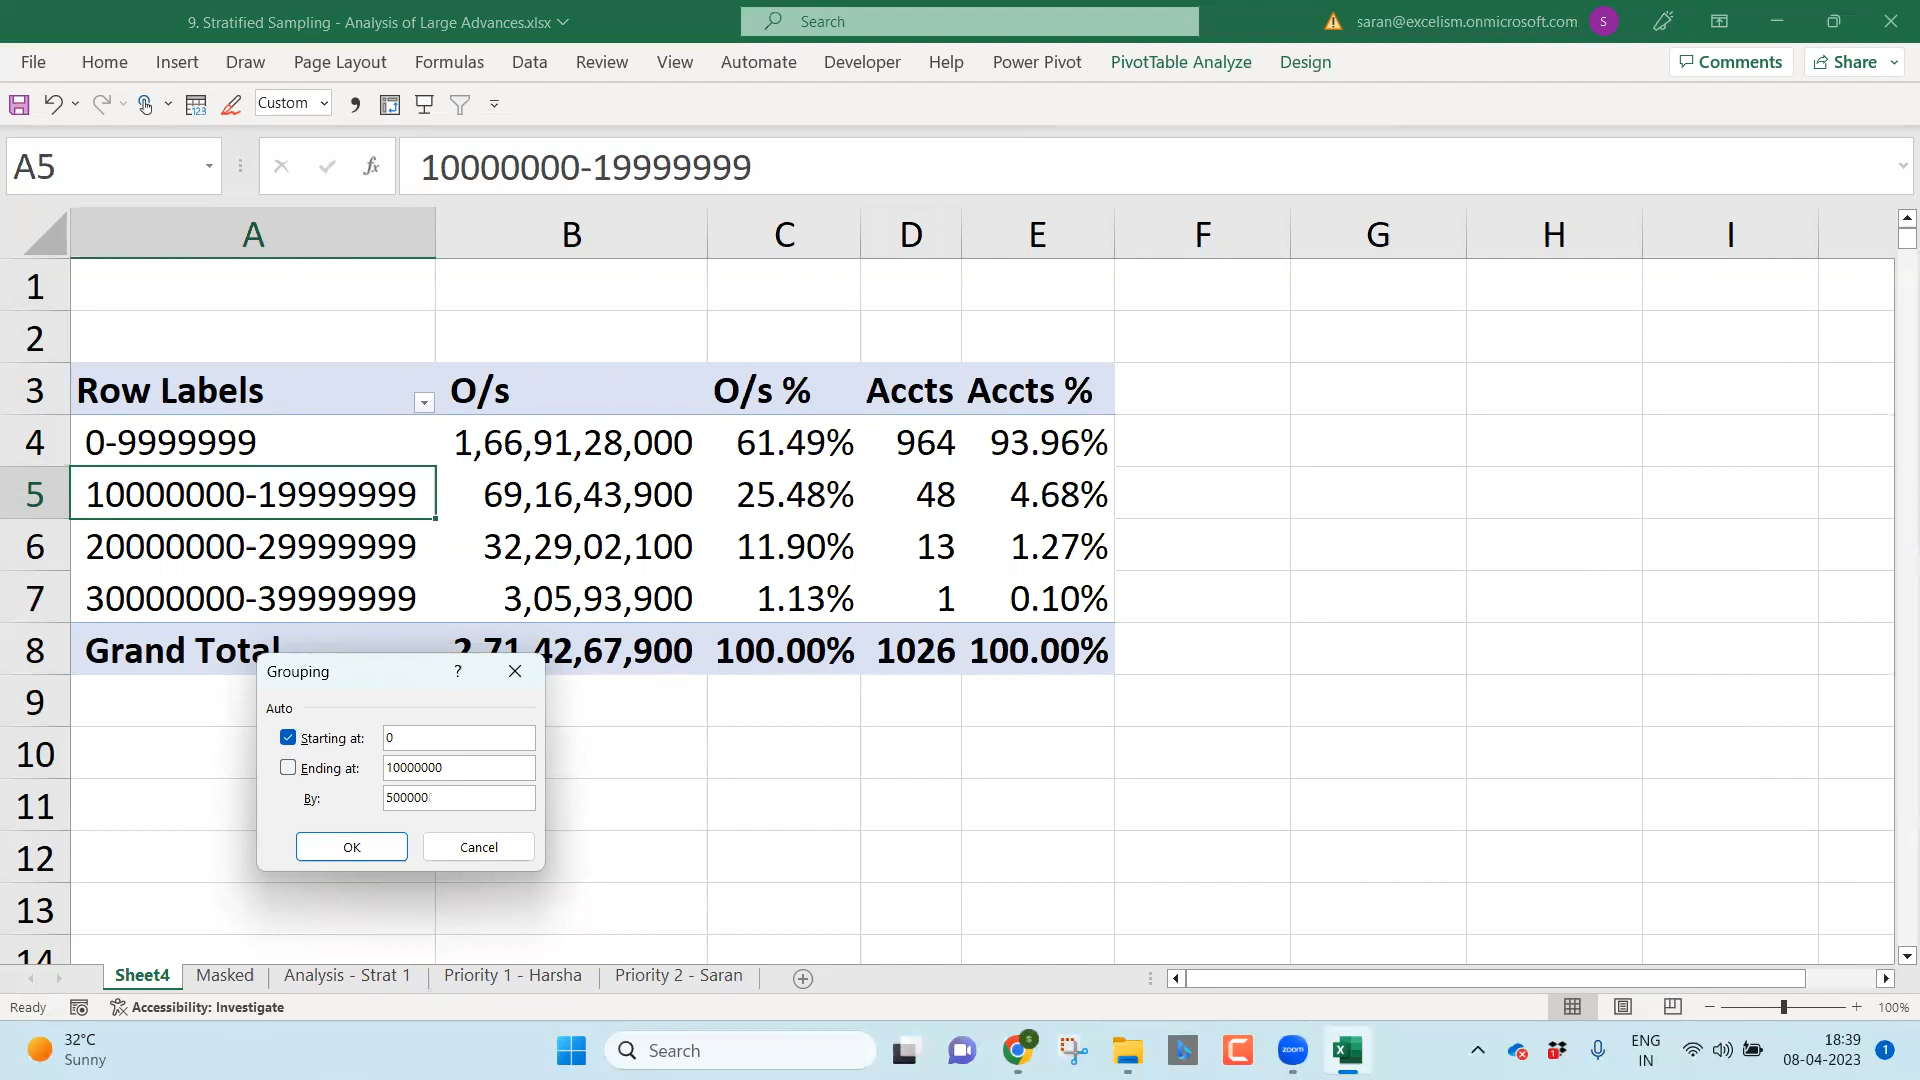 9. Stratified Sampling - Analysis of Large Advances.xlsx
Search
saran@excelism.onmicrosoft.com
S
File Home Insert Draw Page Layout Formulas Data Review View Automate Developer Help Power Pivot PivotTable Analyze Design Comments Share
Custom
A5
fx
10000000-19999999
A B C D E F G H I
1
2
3 Row Labels O/s O/s % Accts Accts %
4 0-9999999 1,66,91,28,000 61.49% 964 93.96%
5 10000000-19999999 69,16,43,900 25.48% 48 4.68%
6 20000000-29999999 32,29,02,100 11.90% 13 1.27%
7 30000000-39999999 3,05,93,900 1.13% 1 0.10%
8 Grand Total 2,71,42,67,900 100.00% 1026 100.00%
Grouping ?
Auto
Starting at: 0
Ending at: 10000000
By: 500000
OK Cancel
9
10
11
12
13
14
Sheet4 Masked Analysis - Strat 1 Priority 1 - Harsha Priority 2 - Saran
Ready Accessibility: Investigate 100%
32°C
Sunny
Search
zoom
ENG
IN
18:39
08-04-2023
1